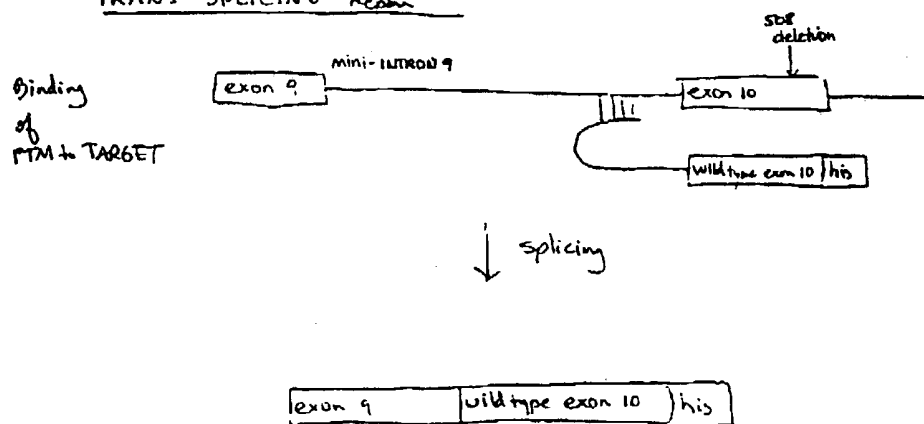 TRANS-SPLICING
508
deletion
Binding
of
PTM to TARGET
exon 9
mini-INTRON 9
exon 10
wild type exon 10 his
splicing
exon 9 wild type exon 10 his